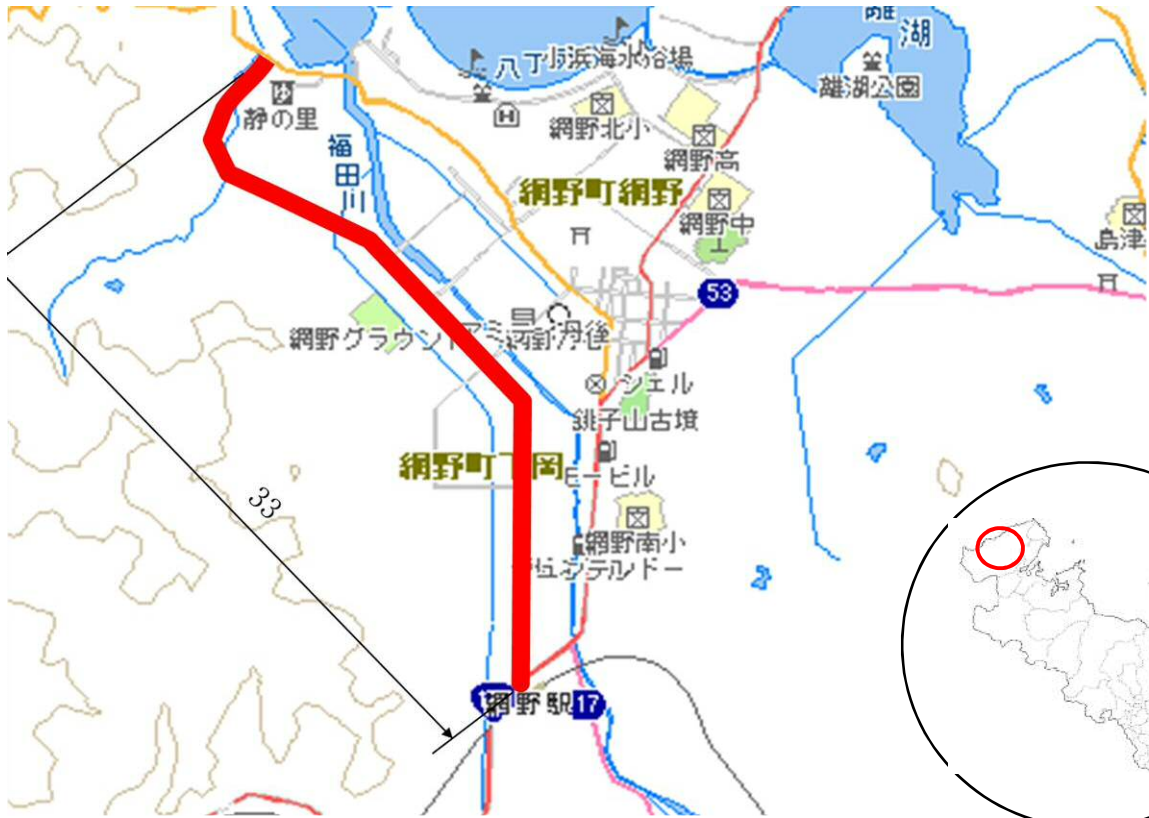 離
湖
八丁
小浜海水浴場
離湖公園
静の里
網野北小
網野高
福
田
川
網野町網野
網野中
島津
53
網野グラウンド
シェル
銚子山古墳
網野町下岡
モービル
33
網野南小
網野駅
17